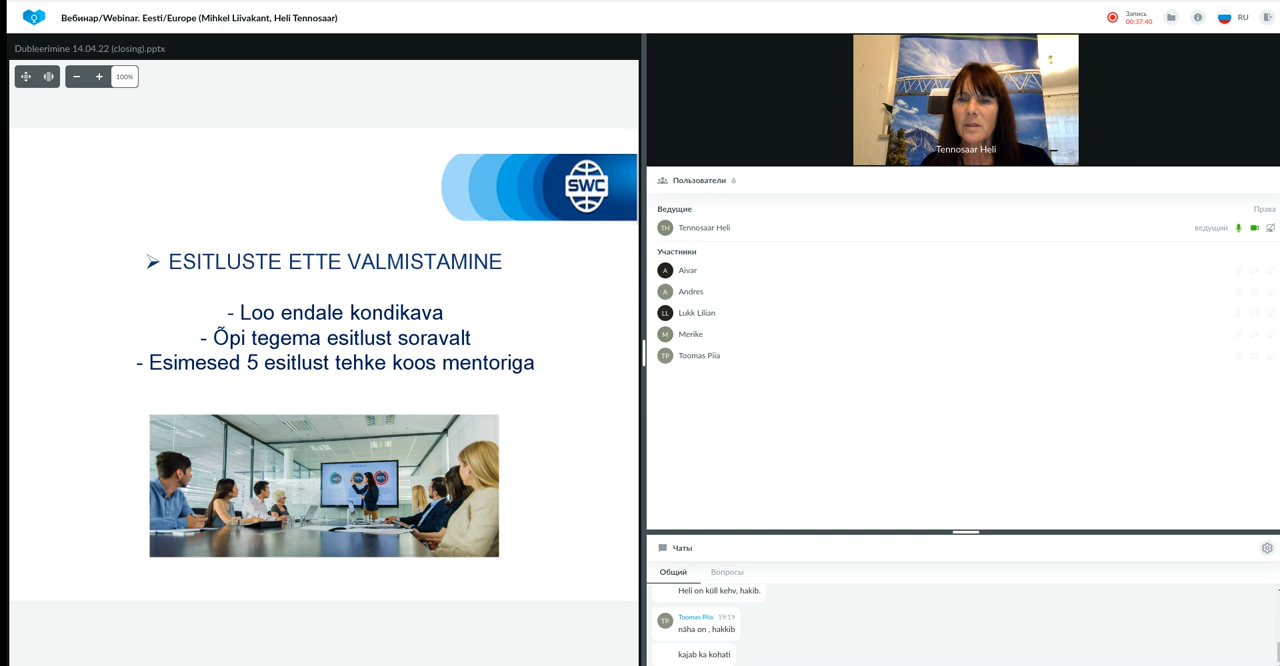 Вебинар/Webinar. Eesti/Europe (Mihkel Liivakant, Heli Tennosaar)
Запись
00:37:40
RU
Dubleerimine 14.04.22 (closing).pptx
100%
SWC
➢ ESITLUSTE ETTE VALMISTAMINE
- Loo endale kondikava
- Õpi tegema esitlust soravalt
- Esimesed 5 esitlust tehke koos mentoriga
Tennosaar Heli
Пользователи 6
Ведущие
Права
TH Tennosaar Heli
ведущий
Участники
A Aivar
A Andres
LL Lukk Lilian
M Merike
TP Toomas Piia
Чаты
Общий
Вопросы
Heli on küll kehv, hakib.
TP Toomas Piia 19:19
näha on , hakkib
kajab ka kohati